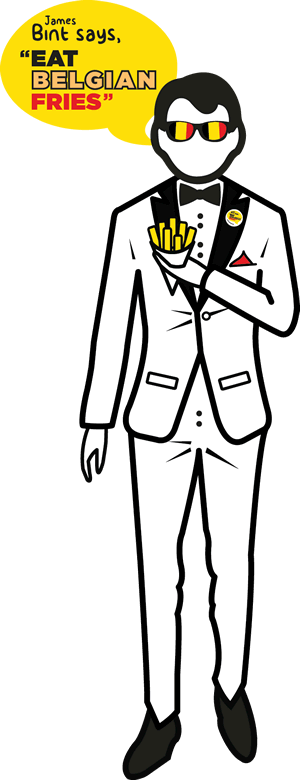 James
Bint says,
“EAT
BELGIAN
FRIES”